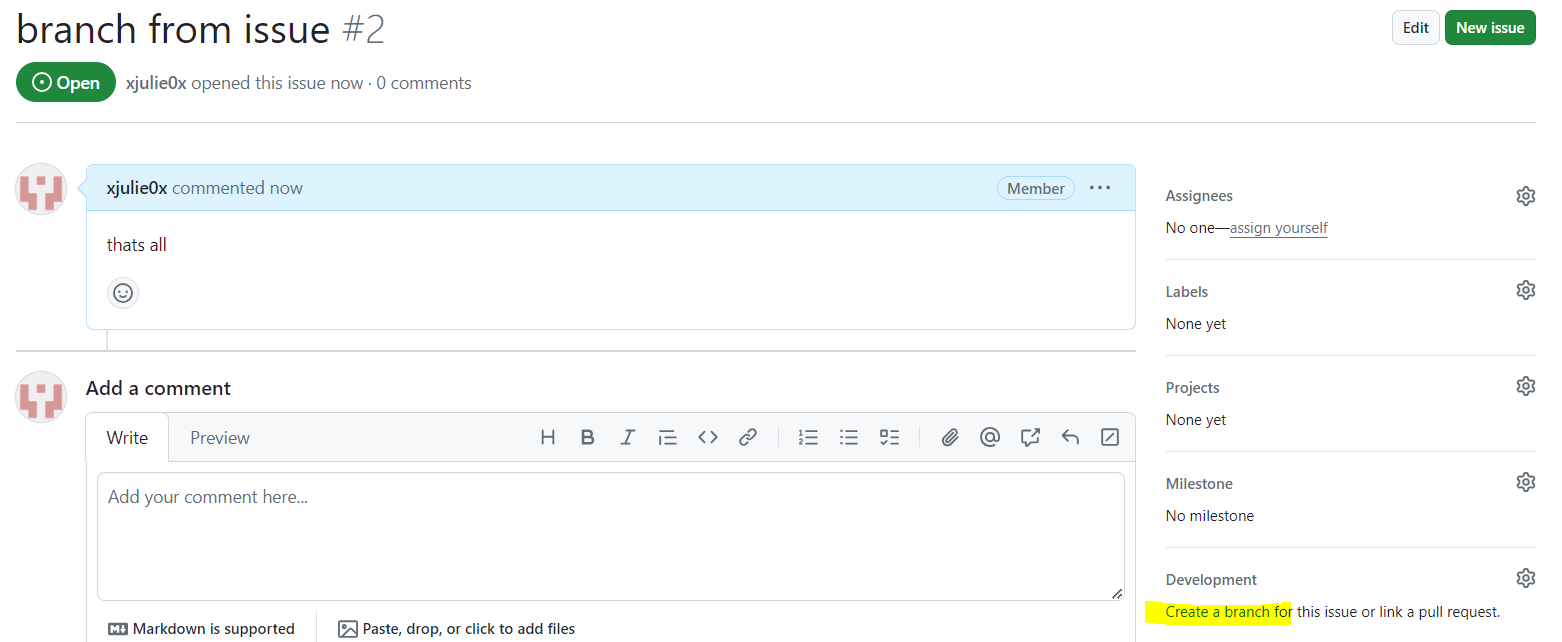 branch from issue #2
Edit
New issue
Open
xjulie0x opened this issue now · 0 comments
xjulie0x commented now
Member
thats all
Assignees
No one—assign yourself
Labels
None yet
Projects
None yet
Milestone
No milestone
Development
Create a branch for this issue or link a pull request.
Add a comment
Write
Preview
Add your comment here...
Markdown is supported
Paste, drop, or click to add files